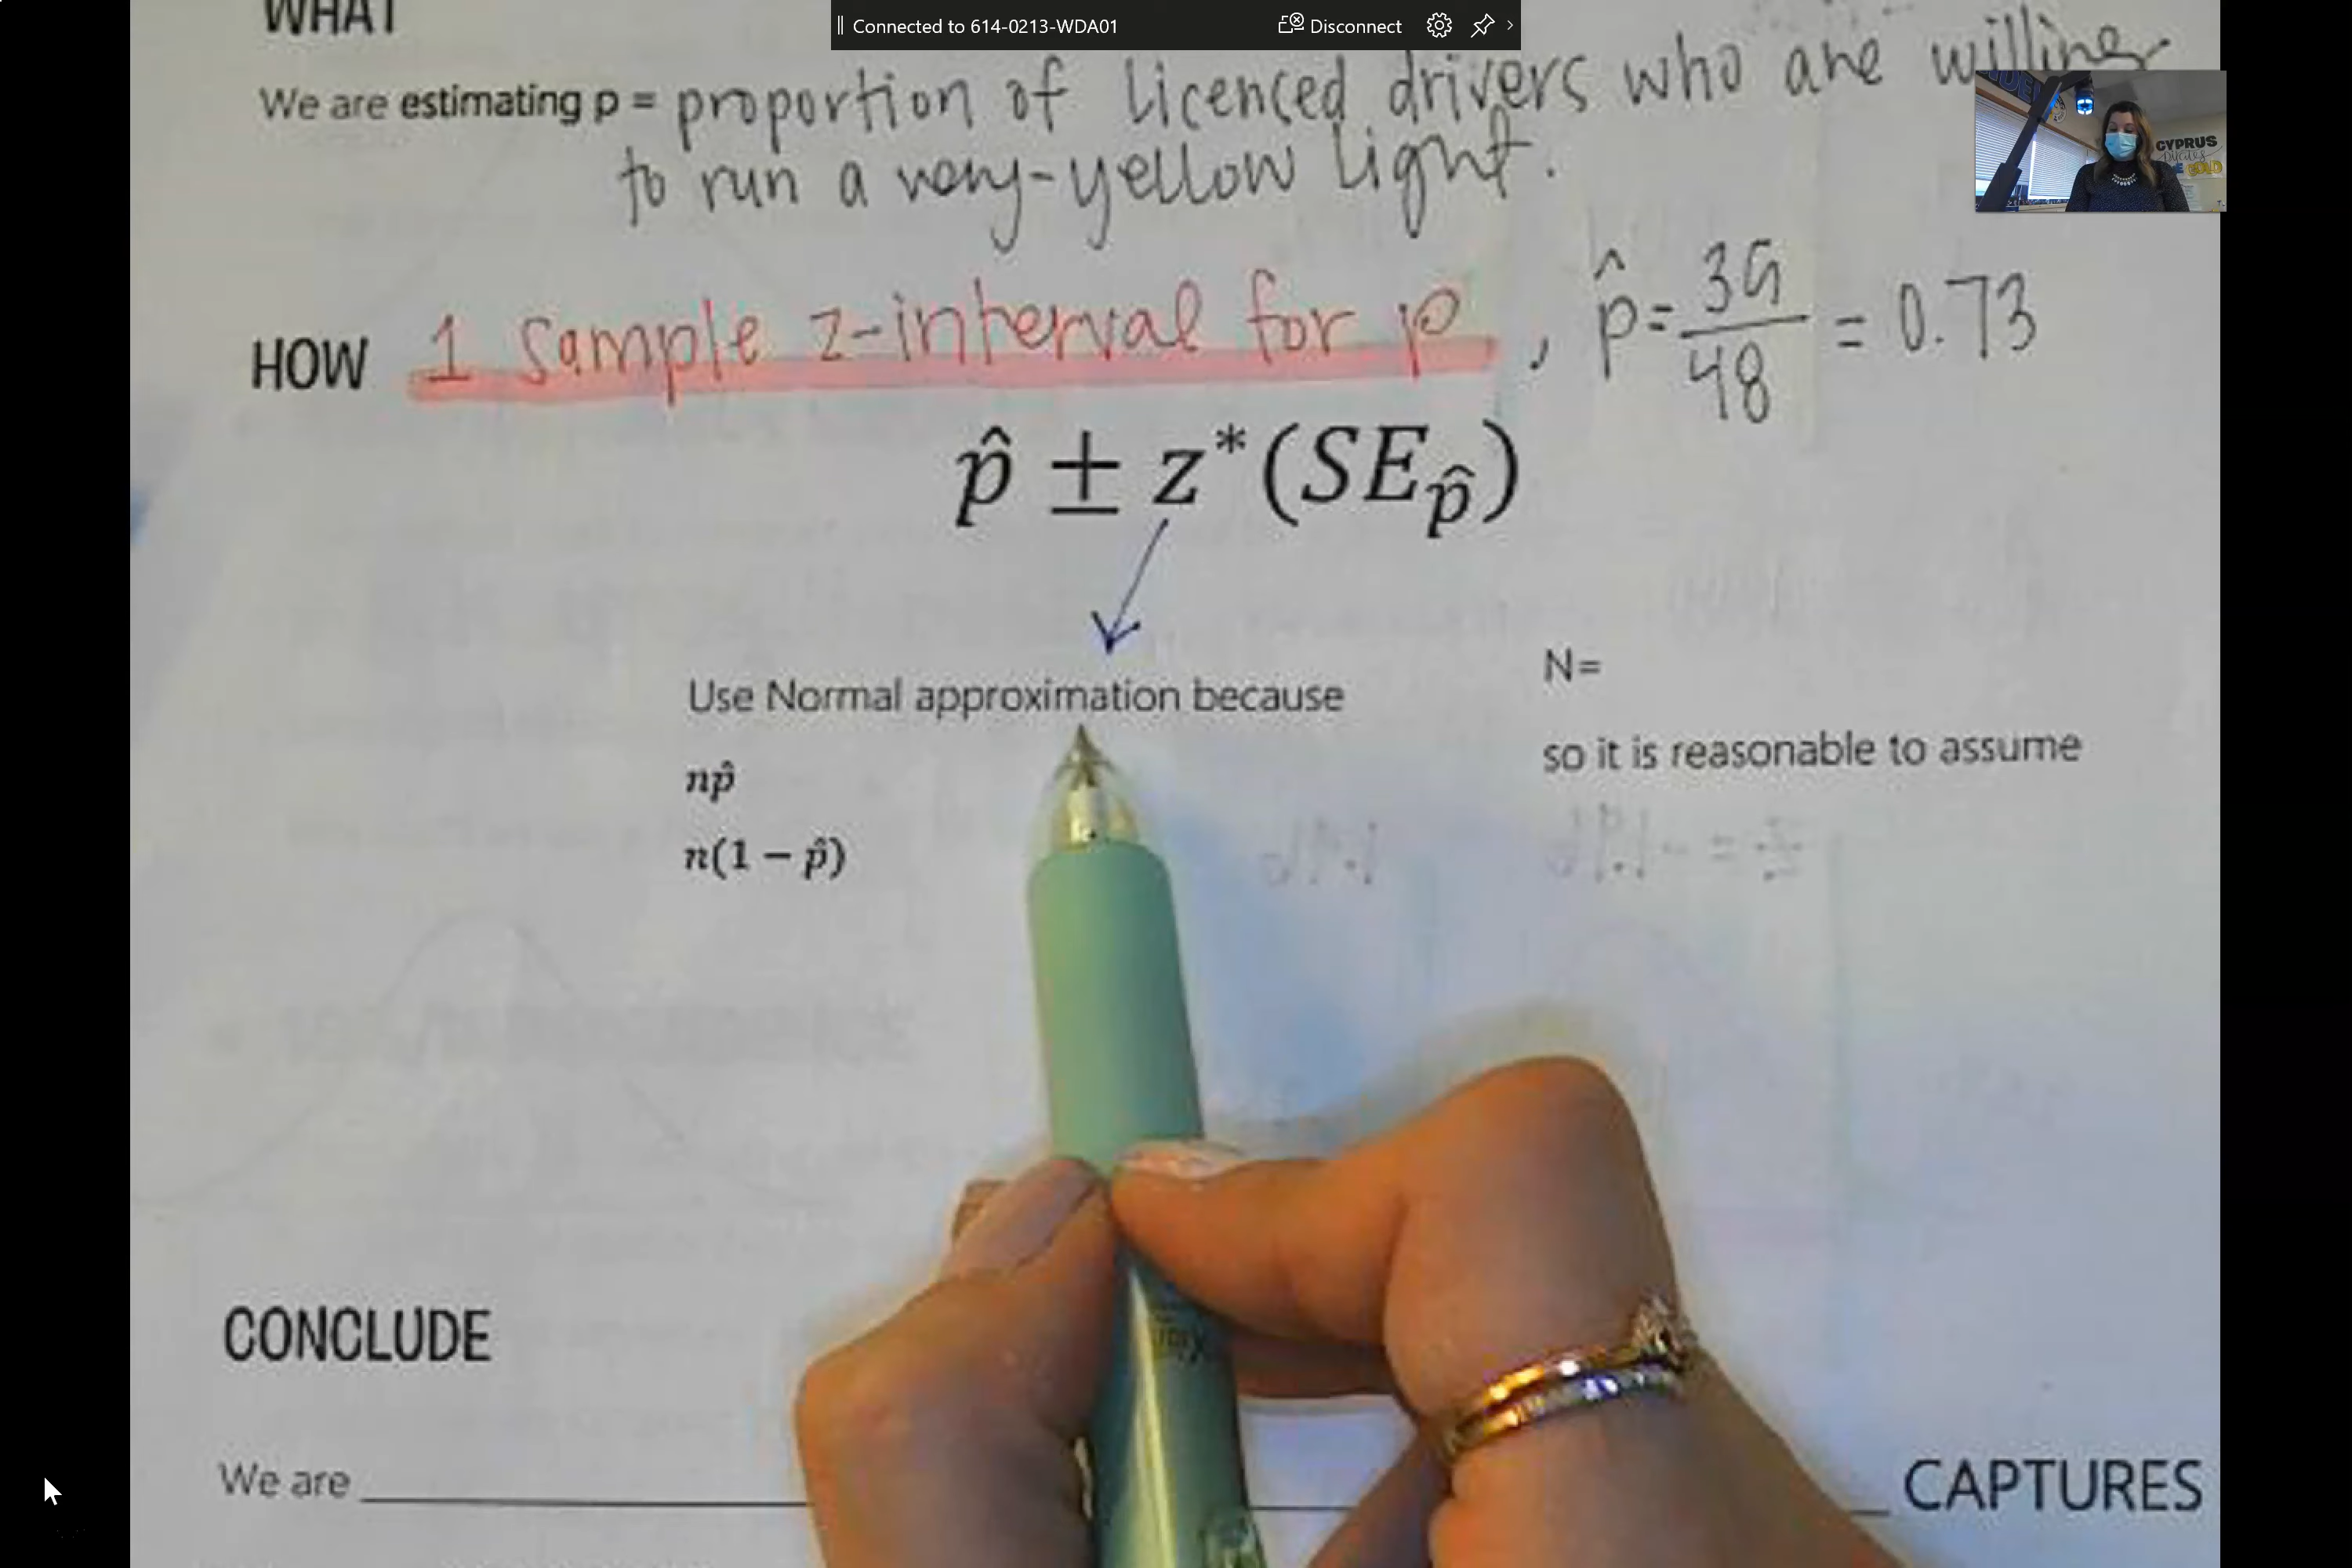 WHAT
Connected to 614-0213-WDA01 Disconnect
We are estimating p = proportion of licenced drivers who are willing
to run a very-yellow light.
CYPRUS
HOW 1 sample z-interval for p, p̂ = 35/48 = 0.73
p̂ ± z*(SE_p̂)
Use Normal approximation because
N=
np̂
so it is reasonable to assume
n(1 − p̂)
CONCLUDE
We are ____ CAPTURES